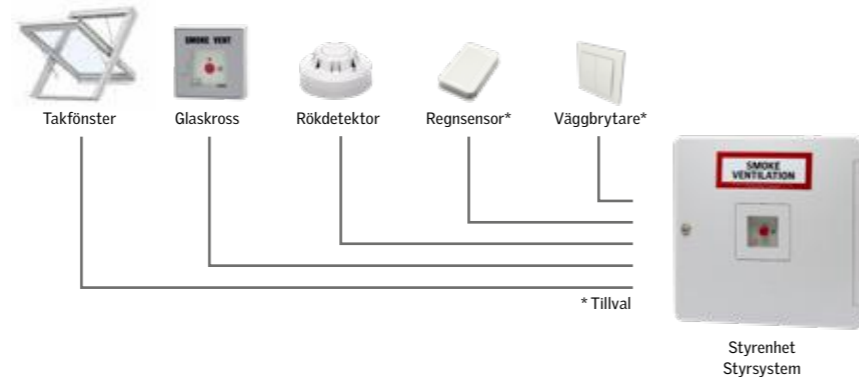 SMOKE VENT
Takfönster
Glaskross
Rökdetektor
Regnsensor*
Väggbrytare*
SMOKE
VENTILATION
* Tillval
Styrenhet
Styrsystem